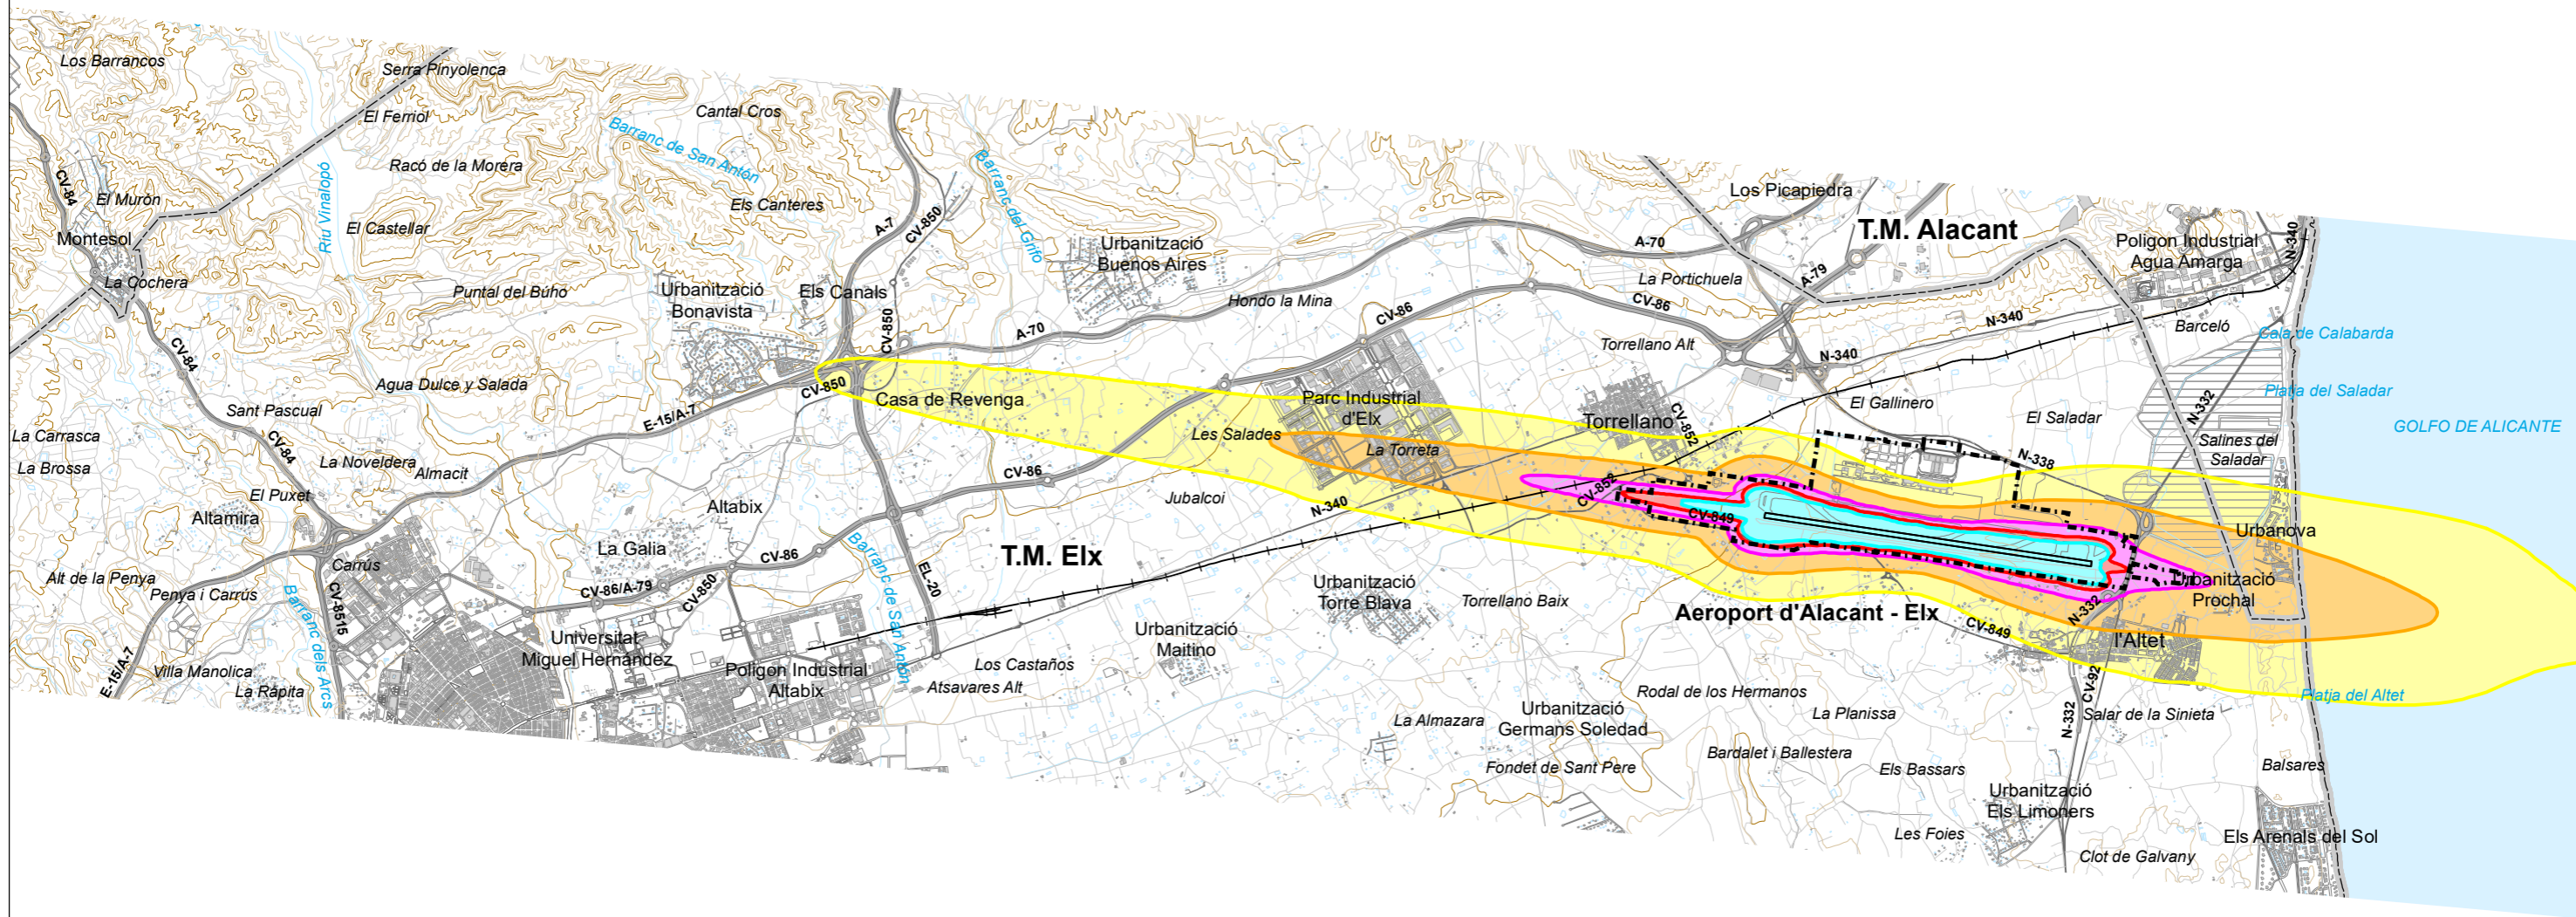 Los Barrancos
Serra Pinyolenca
El Ferriol
Cantal Cros
Barranc de San Antón
Racó de la Morera
Barranc del Grifo
Riu Vinalopó
CV-84
El Murón
Els Canteres
El Castellar
A-7
CV-850
Montesol
La Cochera
Puntal del Búho
Urbanització
Bonavista
Els Canals
CV-850
Urbanització
Buenos Aires
Hondo la Mina
A-70
A-70
Los Picapiedra
T.M. Alacant
La Portichuela
A-79
CV-86
CV-86
Torrellano Alt
N-340
N-340
Poligon Industrial
Agua Amarga
N-340
Barceló
Cala de Calabarda
Platja del Saladar
N-332
GOLFO DE ALICANTE
CV-84
Agua Dulce y Salada
Sant Pascual
CV-850
E-15/A-7
Casa de Revenga
Parc Industrial
d'Elx
Les Salades
La Torreta
Torrellano
CV-852
El Gallinero
El Saladar
Salines del
Saladar
N-338
La Carrasca
La Brossa
CV-84
La Noveldera
Almacit
El Puxet
Altamira
Altabix
CV-86
Jubalcoi
N-340
CV-852
CV-849
Urbanova
La Galia
CV-86
Barranc de San Antón
T.M. Elx
EL-20
Carrús
Alt de la Penya
Penya i Carrús
CV-86/A-79
CV-850
Barranc dels Arcs
CV-8515
Urbanització
Torre Blava
Torrellano Baix
Aeroport d'Alacant - Elx
Urbanització
Prochal
N-332
CV-849
l'Altet
Universitat
Miguel Hernández
Urbanització
Maitino
E-15/A-7
Villa Manolica
La Ràpita
Poligon Industrial
Altabix
Los Castaños
Atsavares Alt
Rodal de los Hermanos
CV-92
Platja del Altet
La Almazara
Urbanització
Germans Soledad
La Planissa
N-332
Salar de la Sinieta
Bardalet i Ballestera
Fondet de Sant Pere
Els Bassars
Balsares
Urbanització
Els Limoners
Les Foies
Els Arenals del Sol
Clot de Galvany